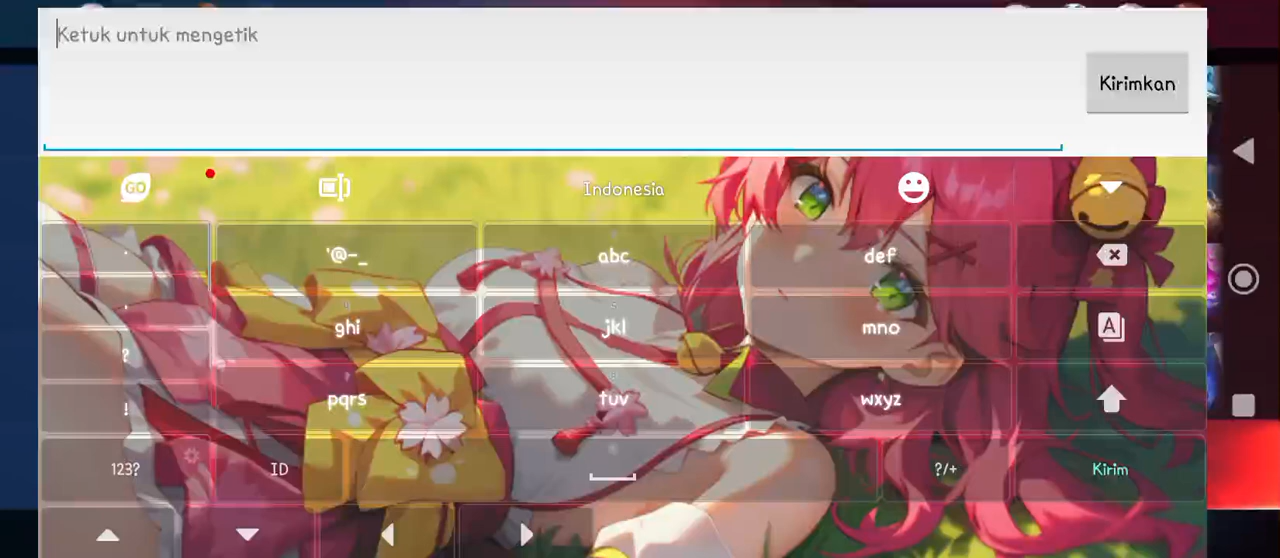 Ketuk untuk mengetik
Kirimkan
GO
Indonesia
'@-_
abc
def
ghi
jkl
mno
A
?
pqrs
tuv
wxyz
!
123?
ID
?/+
Kirim